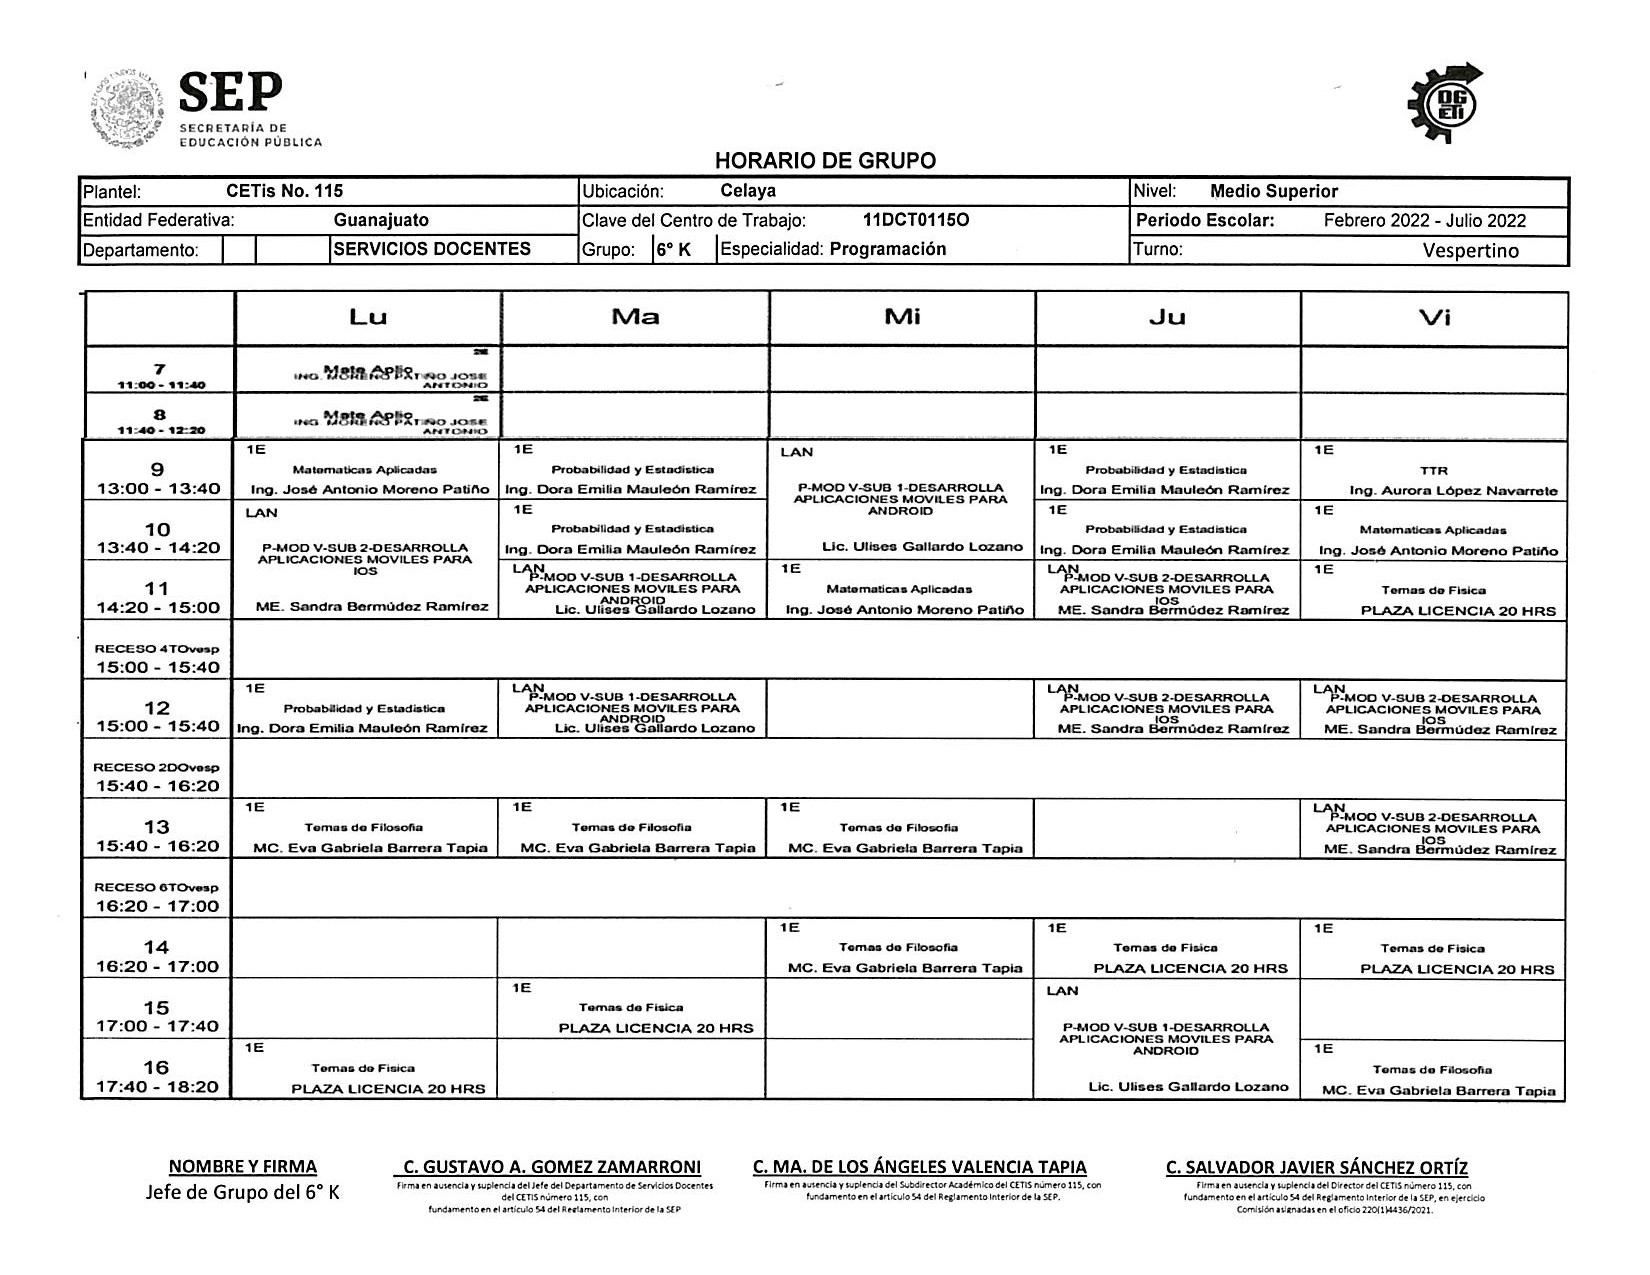 SEP
SECRETARÍA DE
EDUCACIÓN PÚBLICA
DG
ETI
HORARIO DE GRUPO
Plantel: CETis No. 115 Ubicación: Celaya Nivel: Medio Superior
Entidad Federativa: Guanajuato Clave del Centro de Trabajo: 11DCT0115O Periodo Escolar: Febrero 2022 - Julio 2022
Departamento: SERVICIOS DOCENTES Grupo: 6° K Especialidad: Programación Turno: Vespertino
Lu Ma Mi Ju Vi
7
11:00 - 11:40
2E
Mate Aplic
ING. MORENO PATIÑO JOSE
ANTONIO
8
11:40 - 12:20
2E
Mate Aplic
ING. MORENO PATIÑO JOSE
ANTONIO
9
13:00 - 13:40
1E
Matematicas Aplicadas
Ing. José Antonio Moreno Patiño
1E
Probabilidad y Estadistica
Ing. Dora Emilia Mauleón Ramírez
LAN
P-MOD V-SUB 1-DESARROLLA
APLICACIONES MOVILES PARA
ANDROID
Lic. Ulises Gallardo Lozano
1E
Probabilidad y Estadistica
Ing. Dora Emilia Mauleón Ramírez
1E
TTR
Ing. Aurora López Navarrete
10
13:40 - 14:20
LAN
P-MOD V-SUB 2-DESARROLLA
APLICACIONES MOVILES PARA
IOS
ME. Sandra Bermúdez Ramírez
1E
Probabilidad y Estadistica
Ing. Dora Emilia Mauleón Ramírez
1E
Probabilidad y Estadistica
Ing. Dora Emilia Mauleón Ramírez
1E
Matematicas Aplicadas
Ing. José Antonio Moreno Patiño
11
14:20 - 15:00
LAN
P-MOD V-SUB 1-DESARROLLA
APLICACIONES MOVILES PARA
ANDROID
Lic. Ulises Gallardo Lozano
1E
Matematicas Aplicadas
Ing. José Antonio Moreno Patiño
LAN
P-MOD V-SUB 2-DESARROLLA
APLICACIONES MOVILES PARA
IOS
ME. Sandra Bermúdez Ramírez
1E
Temas de Fisica
PLAZA LICENCIA 20 HRS
RECESO 4TOvesp
15:00 - 15:40
12
15:00 - 15:40
1E
Probabilidad y Estadistica
Ing. Dora Emilia Mauleón Ramírez
LAN
P-MOD V-SUB 1-DESARROLLA
APLICACIONES MOVILES PARA
ANDROID
Lic. Ulises Gallardo Lozano
LAN
P-MOD V-SUB 2-DESARROLLA
APLICACIONES MOVILES PARA
IOS
ME. Sandra Bermúdez Ramírez
LAN
P-MOD V-SUB 2-DESARROLLA
APLICACIONES MOVILES PARA
IOS
ME. Sandra Bermúdez Ramírez
RECESO 2DOvesp
15:40 - 16:20
13
15:40 - 16:20
1E
Temas de Filosofia
MC. Eva Gabriela Barrera Tapia
1E
Temas de Filosofia
MC. Eva Gabriela Barrera Tapia
1E
Temas de Filosofia
MC. Eva Gabriela Barrera Tapia
LAN
P-MOD V-SUB 2-DESARROLLA
APLICACIONES MOVILES PARA
IOS
ME. Sandra Bermúdez Ramírez
RECESO 6TOvesp
16:20 - 17:00
14
16:20 - 17:00
1E
Temas de Filosofia
MC. Eva Gabriela Barrera Tapia
1E
Temas de Fisica
PLAZA LICENCIA 20 HRS
1E
Temas de Fisica
PLAZA LICENCIA 20 HRS
15
17:00 - 17:40
1E
Temas de Fisica
PLAZA LICENCIA 20 HRS
LAN
P-MOD V-SUB 1-DESARROLLA
APLICACIONES MOVILES PARA
ANDROID
Lic. Ulises Gallardo Lozano
16
17:40 - 18:20
1E
Temas de Fisica
PLAZA LICENCIA 20 HRS
1E
Temas de Filosofia
MC. Eva Gabriela Barrera Tapia
NOMBRE Y FIRMA
Jefe de Grupo del 6° K
C. GUSTAVO A. GOMEZ ZAMARRONI
Firma en ausencia y suplencia del Jefe del Departamento de Servicios Docentes
del CETIS número 115, con
fundamento en el artículo 54 del Reglamento Interior de la SEP
C. MA. DE LOS ÁNGELES VALENCIA TAPIA
Firma en ausencia y suplencia del Subdirector Académico del CETIS número 115, con
fundamento en el artículo 54 del Reglamento Interior de la SEP.
C. SALVADOR JAVIER SÁNCHEZ ORTÍZ
Firma en ausencia y suplencia del Director del CETIS número 115, con
fundamento en el artículo 54 del Reglamento Interior de la SEP, en ejercicio
Comisión asignadas en el oficio 220(1)4436/2021.